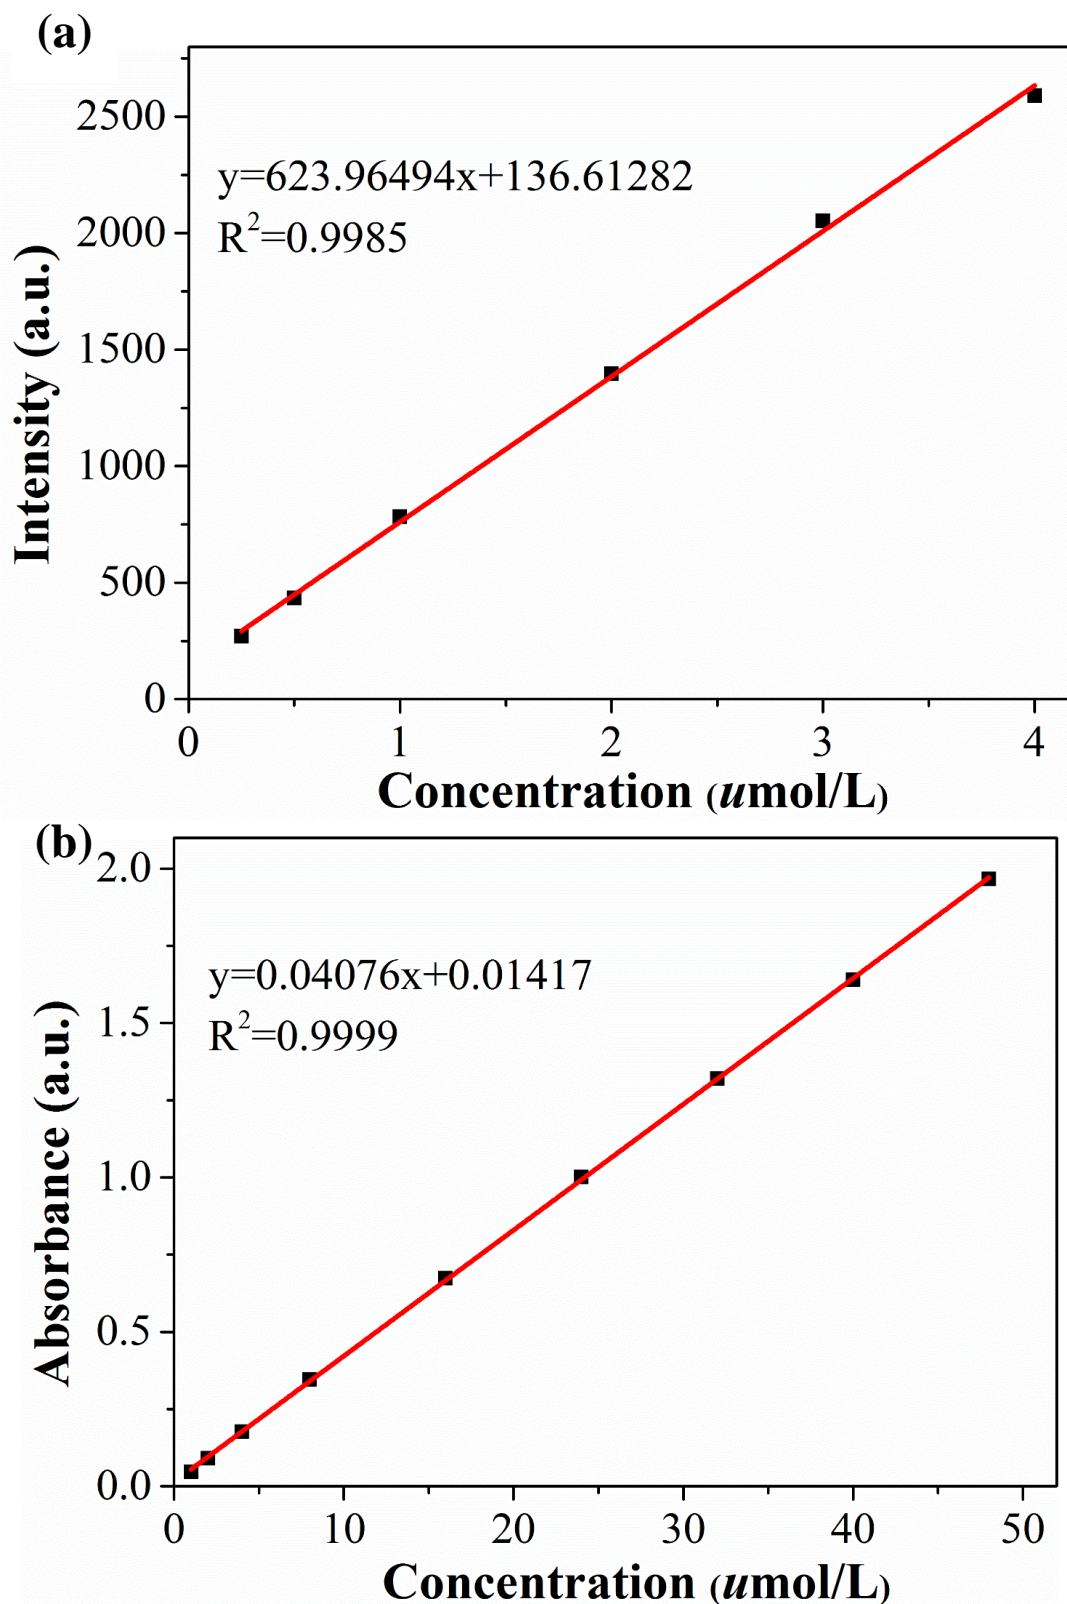 (a)
2500
2000
1500
1000
500
0
Intensity (a.u.)
y=623.96494x+136.61282
R²=0.9985
0 1 2 3 4
Concentration (umol/L)
(b)
2.0
1.5
1.0
0.5
0.0
Absorbance (a.u.)
y=0.04076x+0.01417
R²=0.9999
0 10 20 30 40 50
Concentration (umol/L)